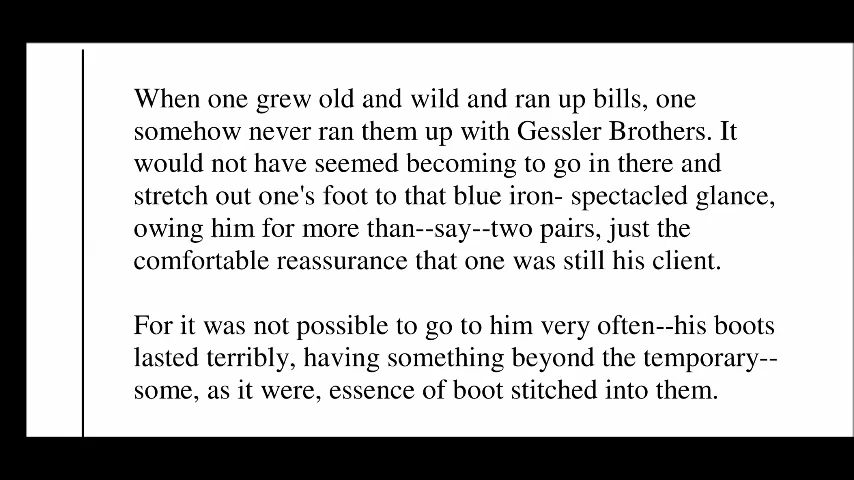 When one grew old and wild and ran up bills, one
somehow never ran them up with Gessler Brothers. It
would not have seemed becoming to go in there and
stretch out one's foot to that blue iron- spectacled glance,
owing him for more than--say--two pairs, just the
comfortable reassurance that one was still his client.
For it was not possible to go to him very often--his boots
lasted terribly, having something beyond the temporary--
some, as it were, essence of boot stitched into them.